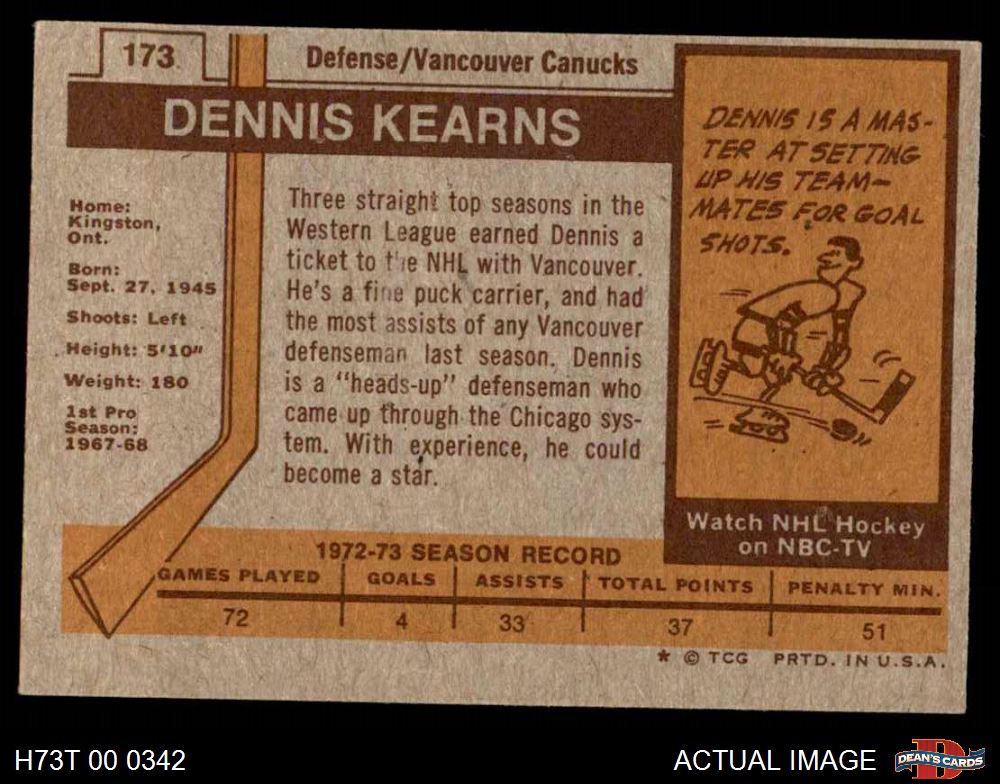 173
Defense/Vancouver Canucks
DENNIS KEARNS
Home:
Kingston,
Ont.
Born:
Sept. 27, 1945
Shoots: Left
Height: 5'10"
Weight: 180
1st Pro
Season:
1967-68
Three straight top seasons in the
Western League earned Dennis a
ticket to t e NHL with Vancouver.
He's a fine puck carrier, and had
the most assists of any Vancouver
defenseman last season. Dennis
is a "heads-up" defenseman who
came up through the Chicago sys-
tem. With experience, he could
become a star.
DENNIS IS A MAS-
TER AT SETTING
UP HIS TEAM-
MATES FOR GOAL
SHOTS.
Watch NHL Hockey
on NBC-TV
1972-73 SEASON RECORD
GAMES PLAYED GOALS ASSISTS TOTAL POINTS PENALTY MIN.
72 4 33 37 51
* © TCG PRTD. IN U.S.A.
H73T 00 0342
ACTUAL IMAGE
D
DEAN'S CARDS